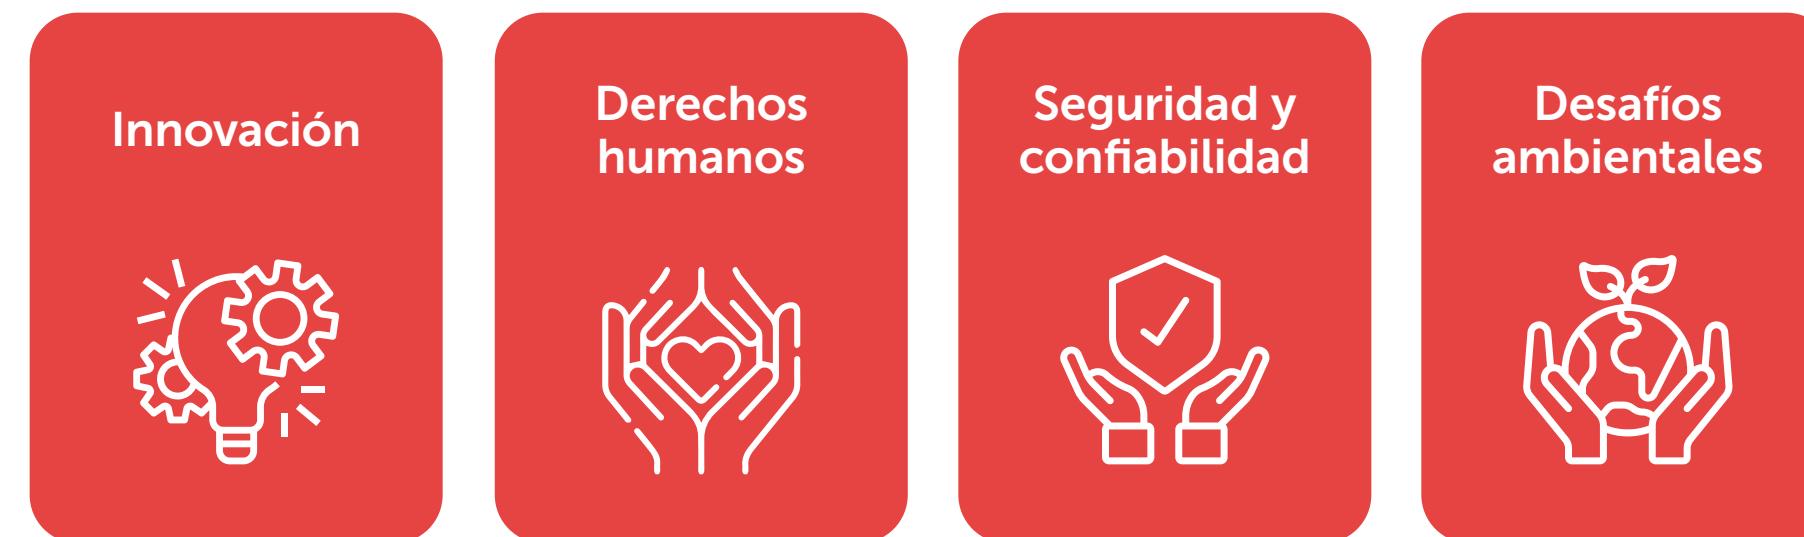 Innovación
Derechos
humanos
Seguridad y
confiabilidad
Desafíos
ambientales